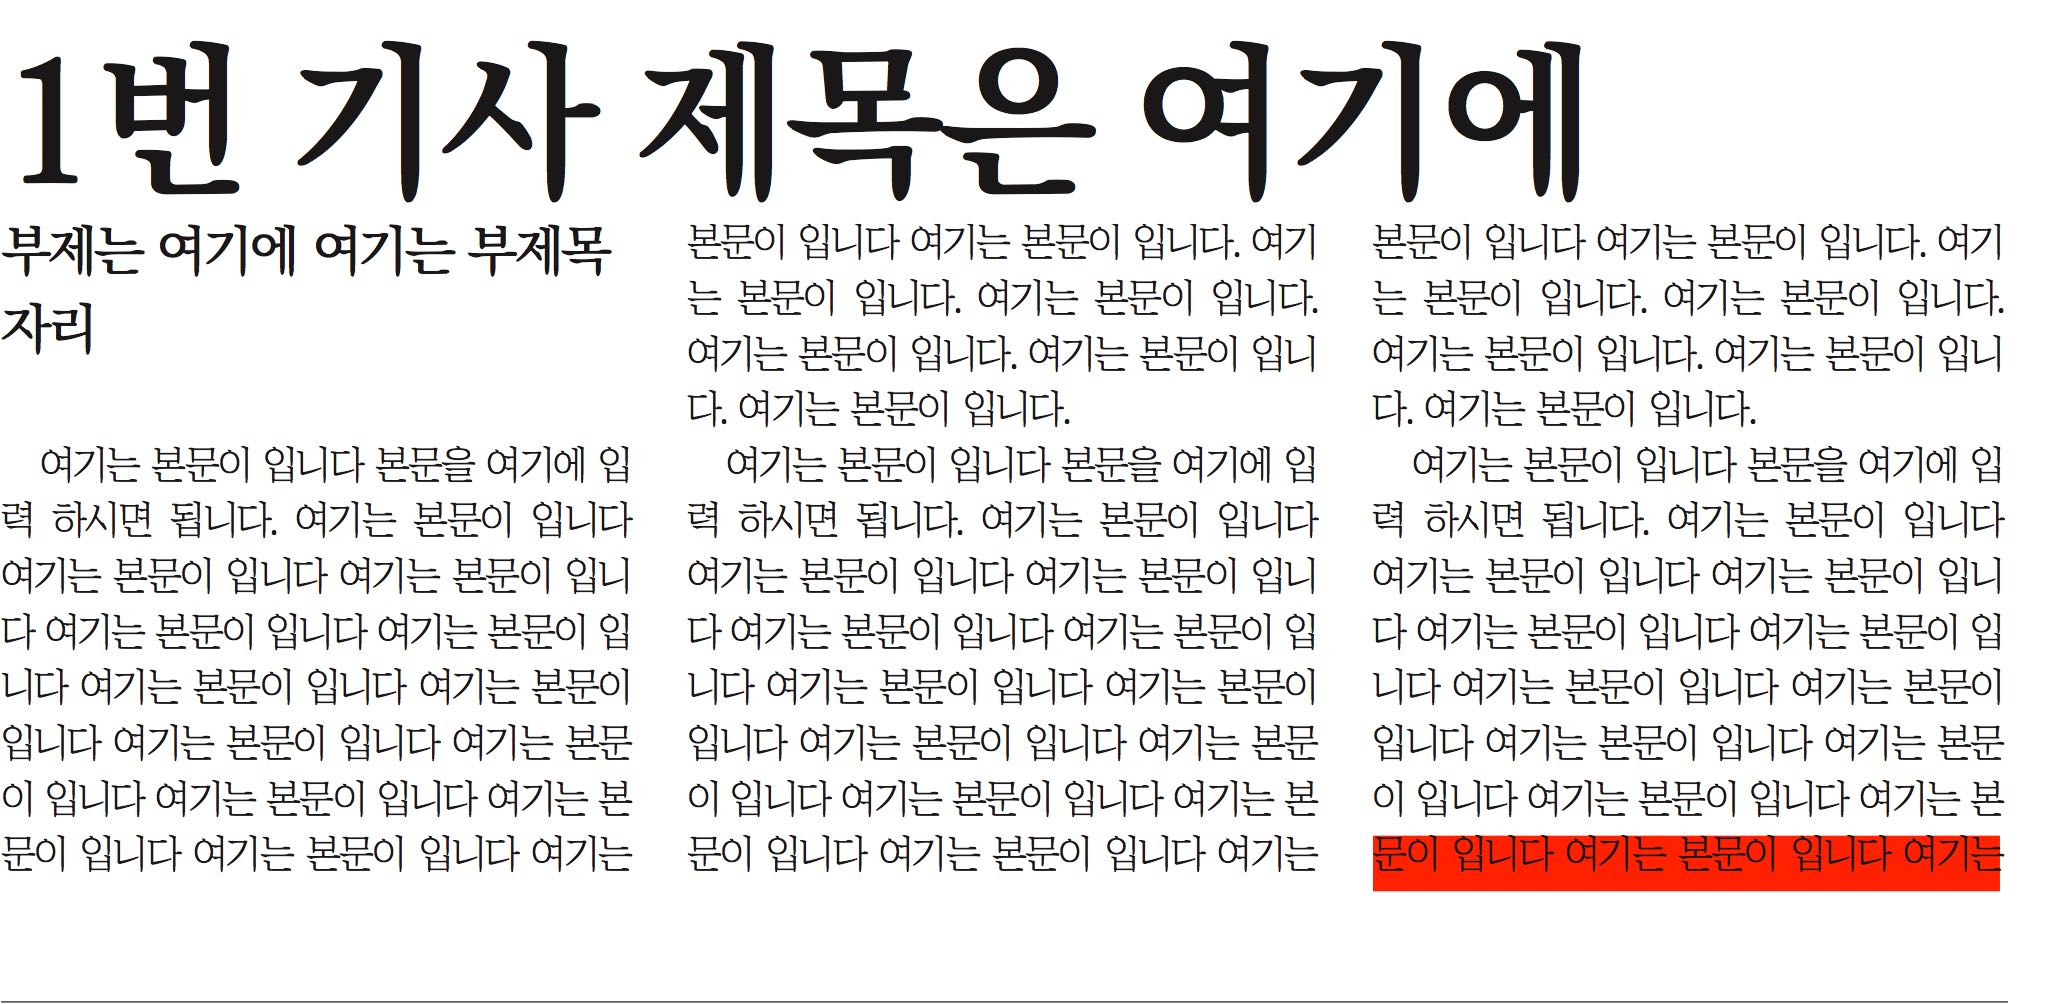 1번 기사 제목은 여기에
부제는 여기에 여기는 부제목
자리
여기는 본문이 입니다 본문을 여기에 입
력 하시면 됩니다. 여기는 본문이 입니다
여기는 본문이 입니다 여기는 본문이 입니
다 여기는 본문이 입니다 여기는 본문이 입
니다 여기는 본문이 입니다 여기는 본문이
입니다 여기는 본문이 입니다 여기는 본문
이 입니다 여기는 본문이 입니다 여기는 본
문이 입니다 여기는 본문이 입니다 여기는
본문이 입니다 여기는 본문이 입니다. 여기
는 본문이 입니다. 여기는 본문이 입니다.
여기는 본문이 입니다. 여기는 본문이 입니
다. 여기는 본문이 입니다.
여기는 본문이 입니다 본문을 여기에 입
력 하시면 됩니다. 여기는 본문이 입니다
여기는 본문이 입니다 여기는 본문이 입니
다 여기는 본문이 입니다 여기는 본문이 입
니다 여기는 본문이 입니다 여기는 본문이
입니다 여기는 본문이 입니다 여기는 본문
이 입니다 여기는 본문이 입니다 여기는 본
문이 입니다 여기는 본문이 입니다 여기는
본문이 입니다 여기는 본문이 입니다. 여기
는 본문이 입니다. 여기는 본문이 입니다.
여기는 본문이 입니다. 여기는 본문이 입니
다. 여기는 본문이 입니다.
여기는 본문이 입니다 본문을 여기에 입
력 하시면 됩니다. 여기는 본문이 입니다
여기는 본문이 입니다 여기는 본문이 입니
다 여기는 본문이 입니다 여기는 본문이 입
니다 여기는 본문이 입니다 여기는 본문이
입니다 여기는 본문이 입니다 여기는 본문
이 입니다 여기는 본문이 입니다 여기는 본
문이 입니다 여기는 본문이 입니다 여기는